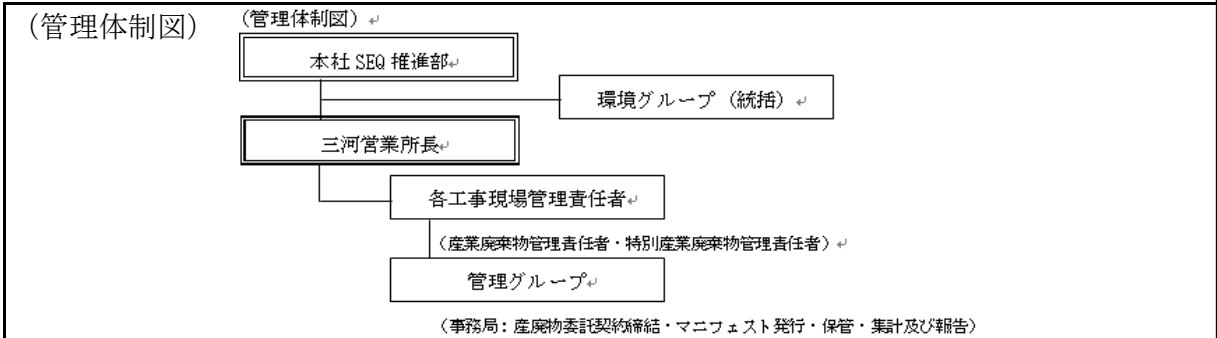 (管理体制図)
(管理体制図)
本社 SEQ 推進部
環境グループ (統括)
三河営業所長
各工事現場管理責任者
(産業廃棄物管理責任者・特別産業廃棄物管理責任者)
管理グループ
(事務局:産廃物委託契約締結・マニフェスト発行・保管・集計及び報告)